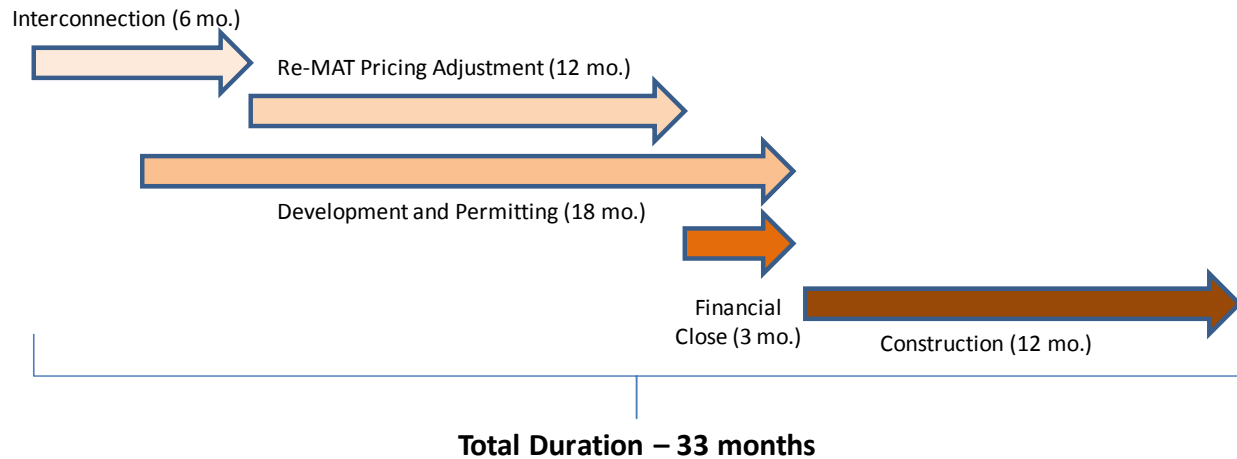 Interconnection (6 mo.)
Re-MAT Pricing Adjustment (12 mo.)
Development and Permitting (18 mo.)
Financial
Close (3 mo.)
Construction (12 mo.)
Total Duration – 33 months